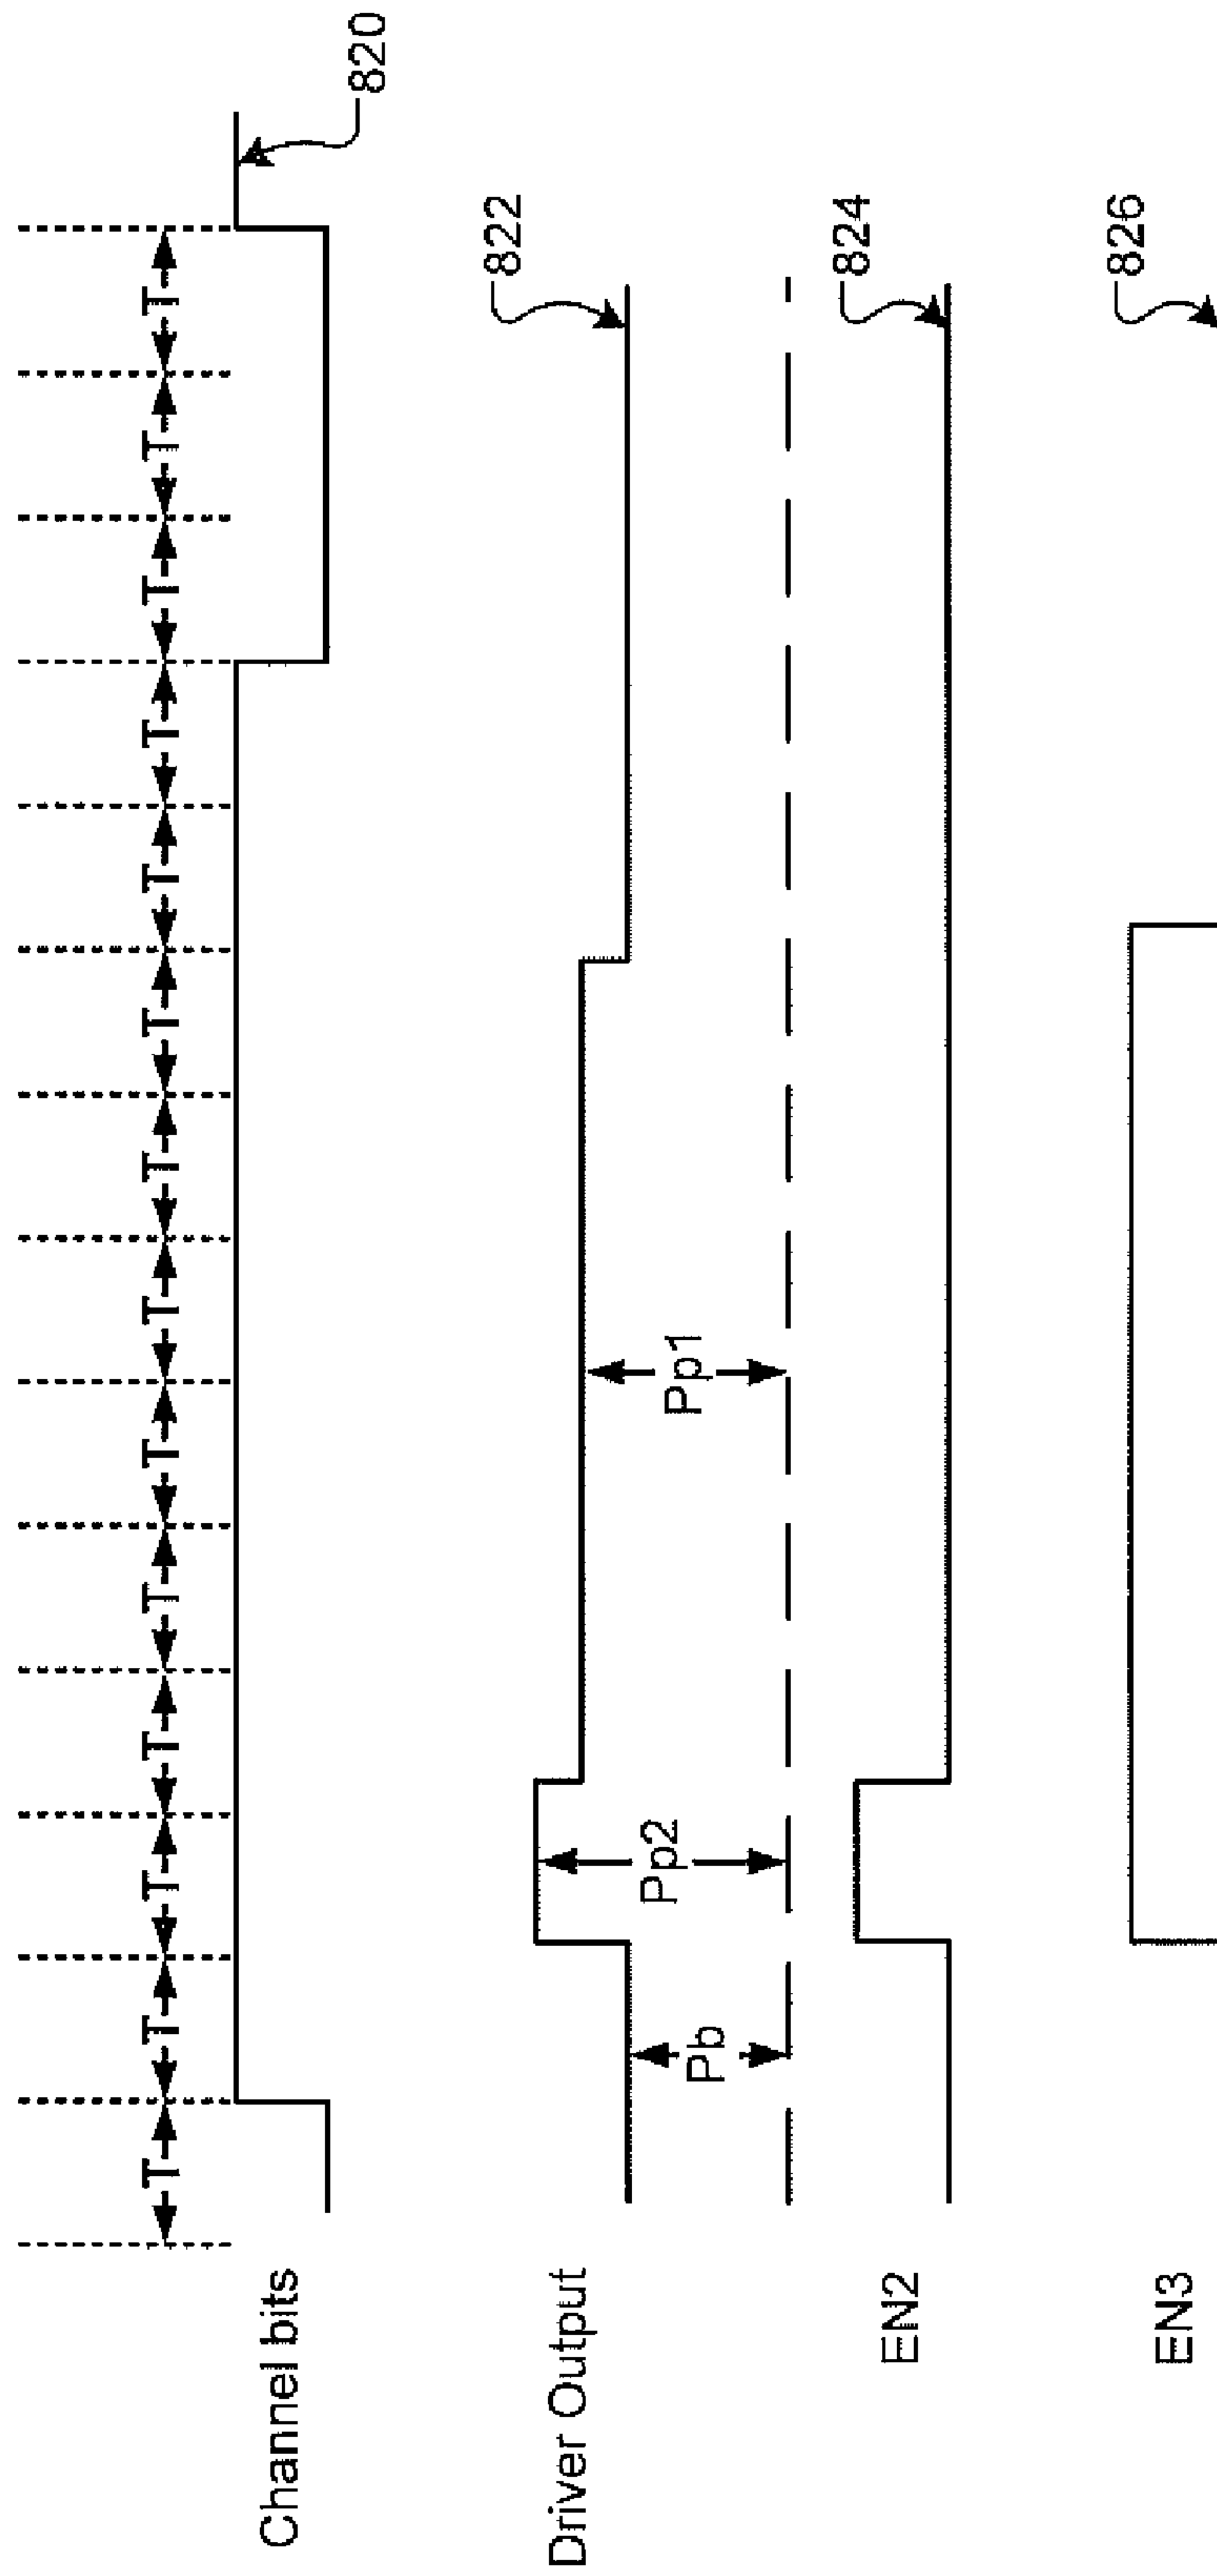 T T T T T T T T T T T T T T
Channel bits
820
822
Driver Output
Pb Pp2 Pp1
824
EN2
826
EN3